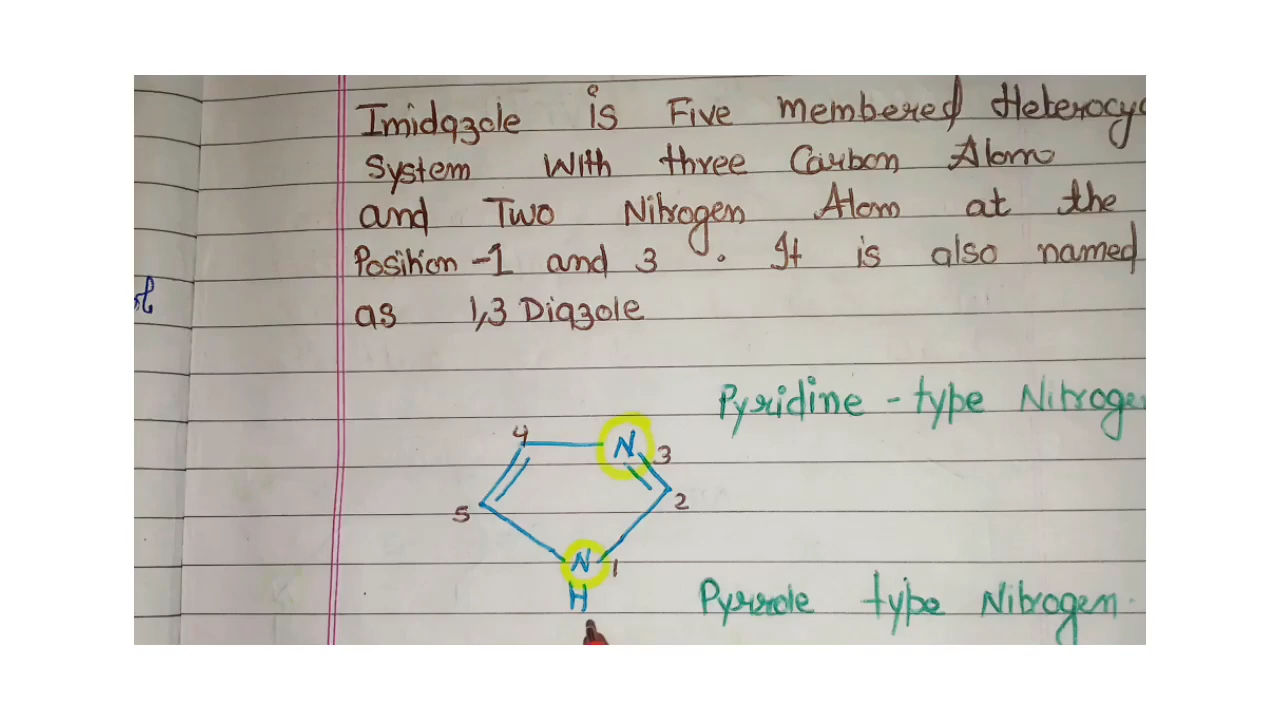 Imidazole is Five membered Heterocyc
System With three Carbon Atom
and Two Nitrogen Atom at the
Position -1 and 3 . It is also named
as 1,3 Diazole
Pyridine - type Nitroge
4 N 3
5 2
N 1
H
Pyrrole type Nitrogen.